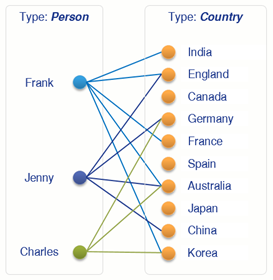 Type: Person
Type: Country
India
England
Frank
Canada
Germany
France
Spain
Jenny
Australia
Japan
China
Charles
Korea